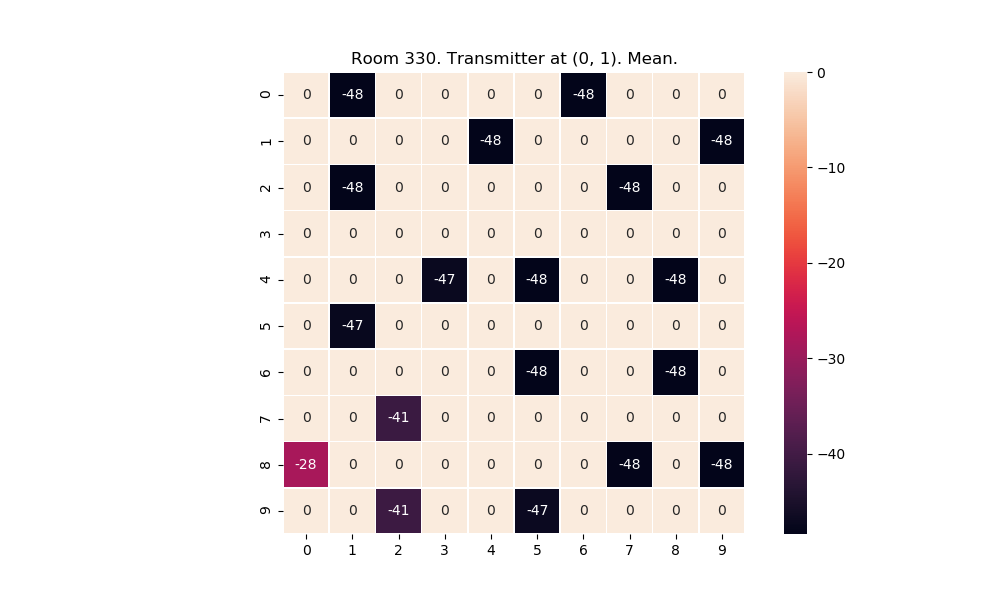 Room 330. Transmitter at (0, 1). Mean.
0 0 -48 0 0 0 0 -48 0 0 0
1 0 0 0 0 -48 0 0 0 0 -48
2 0 -48 0 0 0 0 0 -48 0 0
3 0 0 0 0 0 0 0 0 0 0
4 0 0 0 -47 0 -48 0 0 -48 0
5 0 -47 0 0 0 0 0 0 0 0
6 0 0 0 0 0 -48 0 0 -48 0
7 0 0 -41 0 0 0 0 0 0 0
8 -28 0 0 0 0 0 0 -48 0 -48
9 0 0 -41 0 0 -47 0 0 0 0
0 1 2 3 4 5 6 7 8 9
0
−10
−20
−30
−40